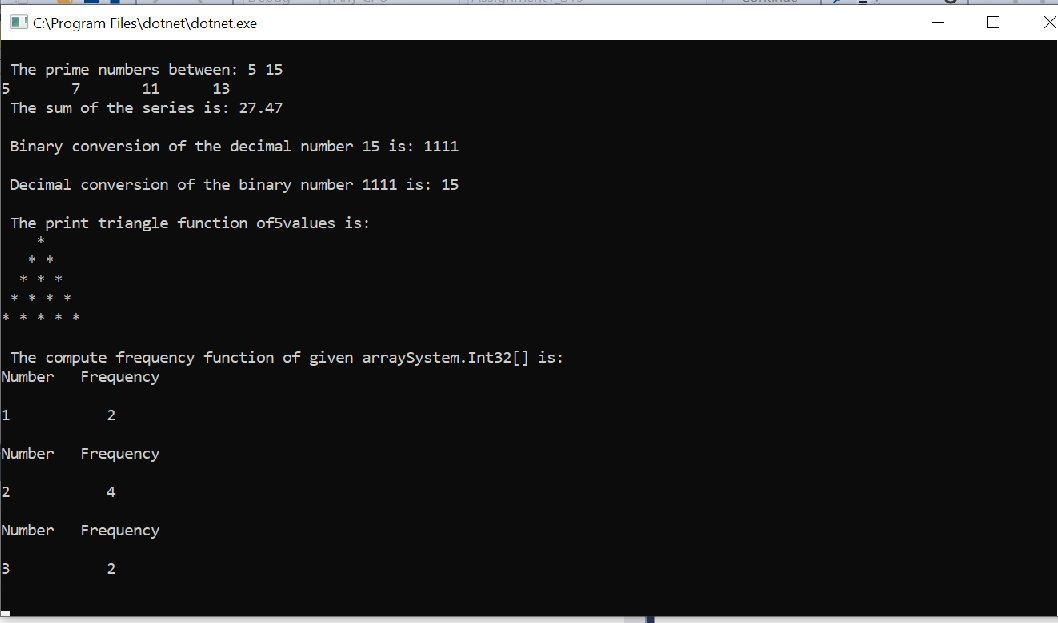 C:\Program Files\dotnet\dotnet.exe
The prime numbers between: 5 15
5 7 11 13
The sum of the series is: 27.47
Binary conversion of the decimal number 15 is: 1111
Decimal conversion of the binary number 1111 is: 15
The print triangle function of5values is:
*
* *
* * *
* * * *
* * * * *
The compute frequency function of given arraySystem.Int32[] is:
Number Frequency
1 2
Number Frequency
2 4
Number Frequency
3 2